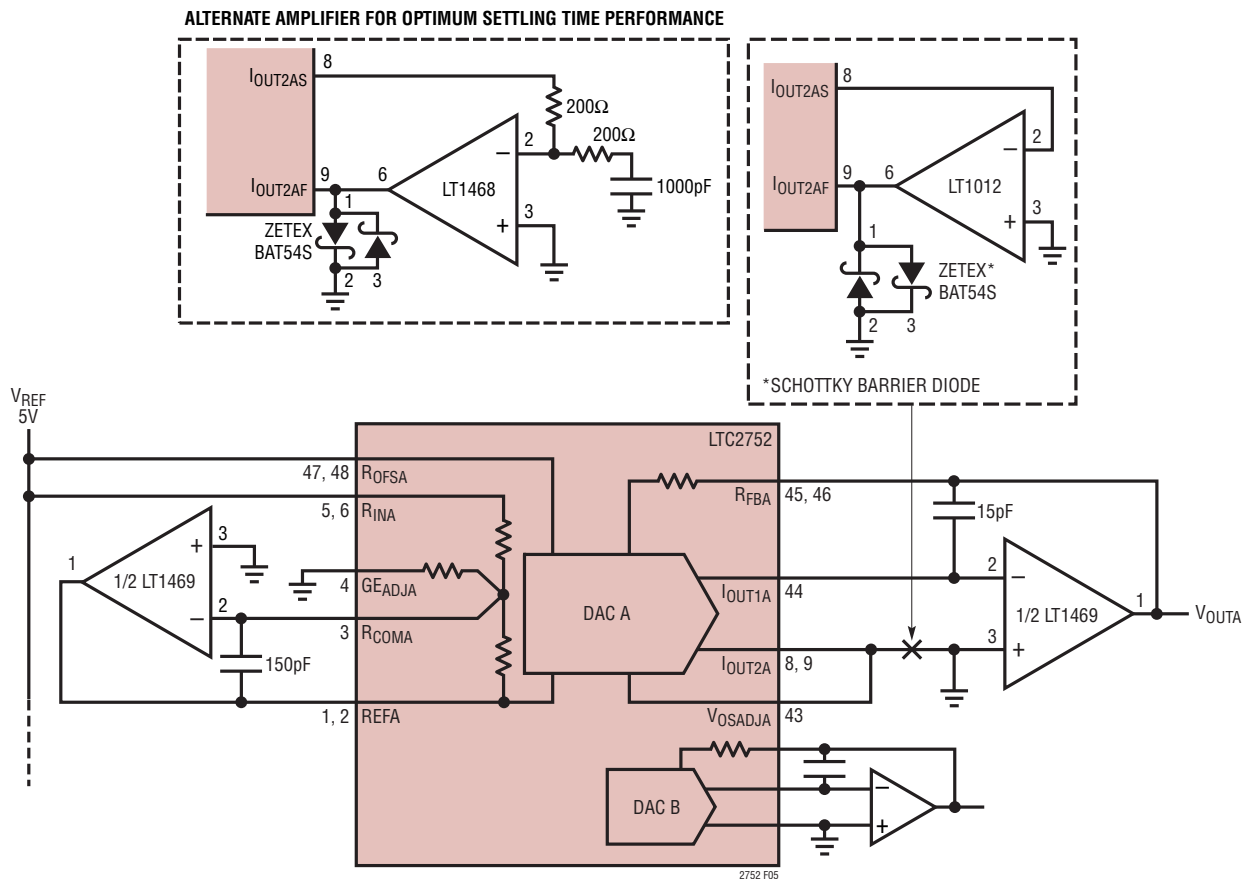 ALTERNATE AMPLIFIER FOR OPTIMUM SETTLING TIME PERFORMANCE
IOUT2AS
8
200Ω
200Ω
2
–
1000pF
LT1468
IOUT2AF
9
6
1
+
3
ZETEX
BAT54S
2
3
IOUT2AS
8
2
–
IOUT2AF
9
6
LT1012
+
3
1
ZETEX*
BAT54S
2
3
*SCHOTTKY BARRIER DIODE
VREF
5V
LTC2752
47, 48
ROFSA
5, 6
RINA
RFBA
45, 46
15pF
1
1/2 LT1469
+
3
–
2
4
GEADJA
3
RCOMA
150pF
1, 2
REFA
DAC A
IOUT1A
44
IOUT2A
8, 9
2
–
3
+
1/2 LT1469
1
VOUTA
VOSADJA
43
DAC B
–
+
2752 F05